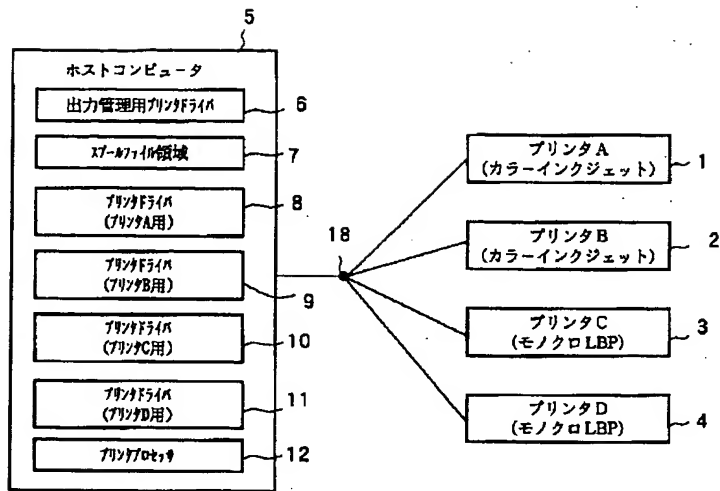 5
ホストコンピュータ
出力管理用プリンタドライバ
6
スプールファイル領域
7
プリンタドライバ
(プリンタA用)
8
プリンタドライバ
(プリンタB用)
9
プリンタドライバ
(プリンタC用)
10
プリンタドライバ
(プリンタD用)
11
プリンタプロセッサ
12
18
プリンタA
(カラーインクジェット)
1
プリンタB
(カラーインクジェット)
2
プリンタC
(モノクロLBP)
3
プリンタD
(モノクロLBP)
4